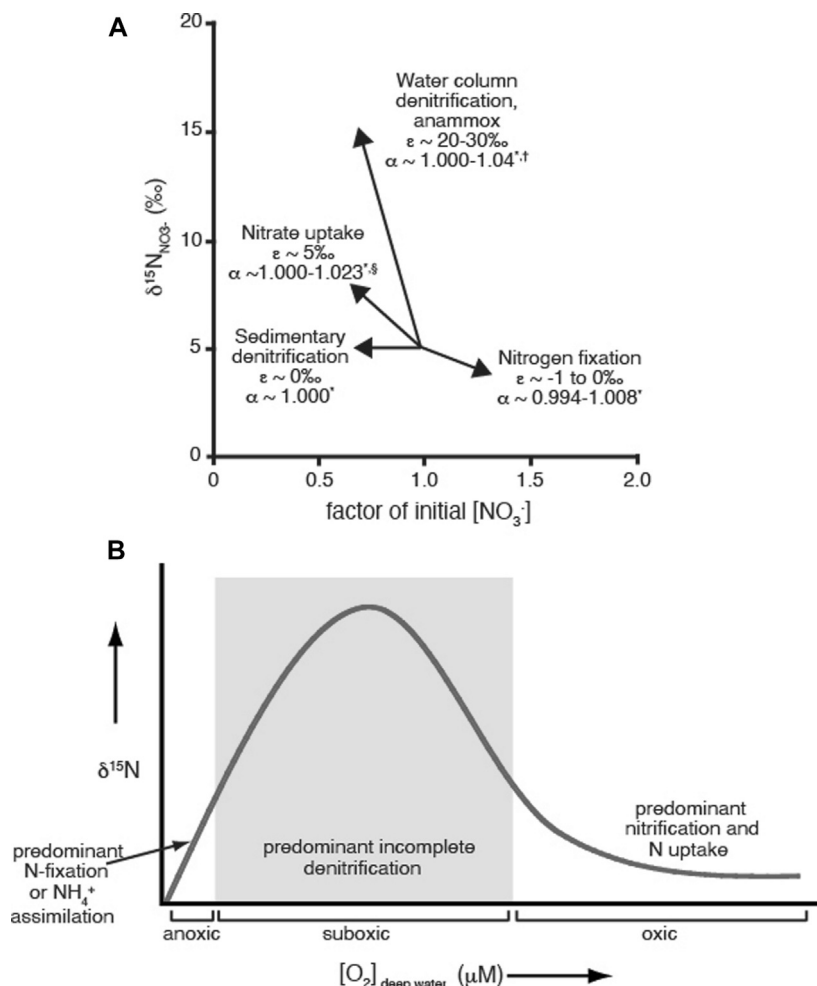 A
20
15
10
5
0
δ¹⁵N_NO3- (‰)
Water column
denitrification,
anammox
ε ~ 20-30‰
α ~ 1.000-1.04*,†
Nitrate uptake
ε ~ 5‰
α ~1.000-1.023*,§
Sedimentary
denitrification
ε ~ 0‰
α ~ 1.000*
Nitrogen fixation
ε ~ -1 to 0‰
α ~ 0.994-1.008*
0 0.5 1.0 1.5 2.0
factor of initial [NO₃⁻]
B
δ¹⁵N
predominant
N-fixation
or NH₄⁺
assimilation
predominant incomplete
denitrification
predominant
nitrification and
N uptake
anoxic suboxic oxic
[O₂] deep water (μM)